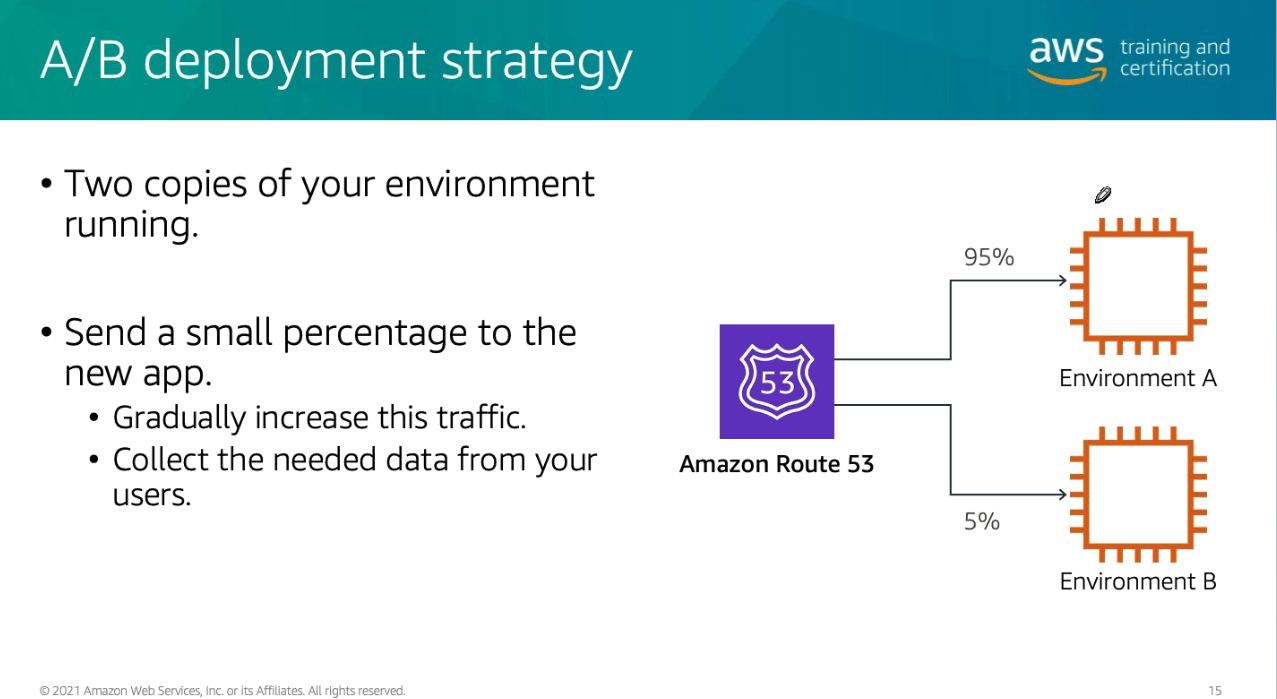 A/B deployment strategy
aws training and
certification
• Two copies of your environment
running.
• Send a small percentage to the
new app.
• Gradually increase this traffic.
• Collect the needed data from your
users.
95%
Environment A
53
Amazon Route 53
5%
Environment B
© 2021 Amazon Web Services, Inc. or its Affiliates. All rights reserved.
15